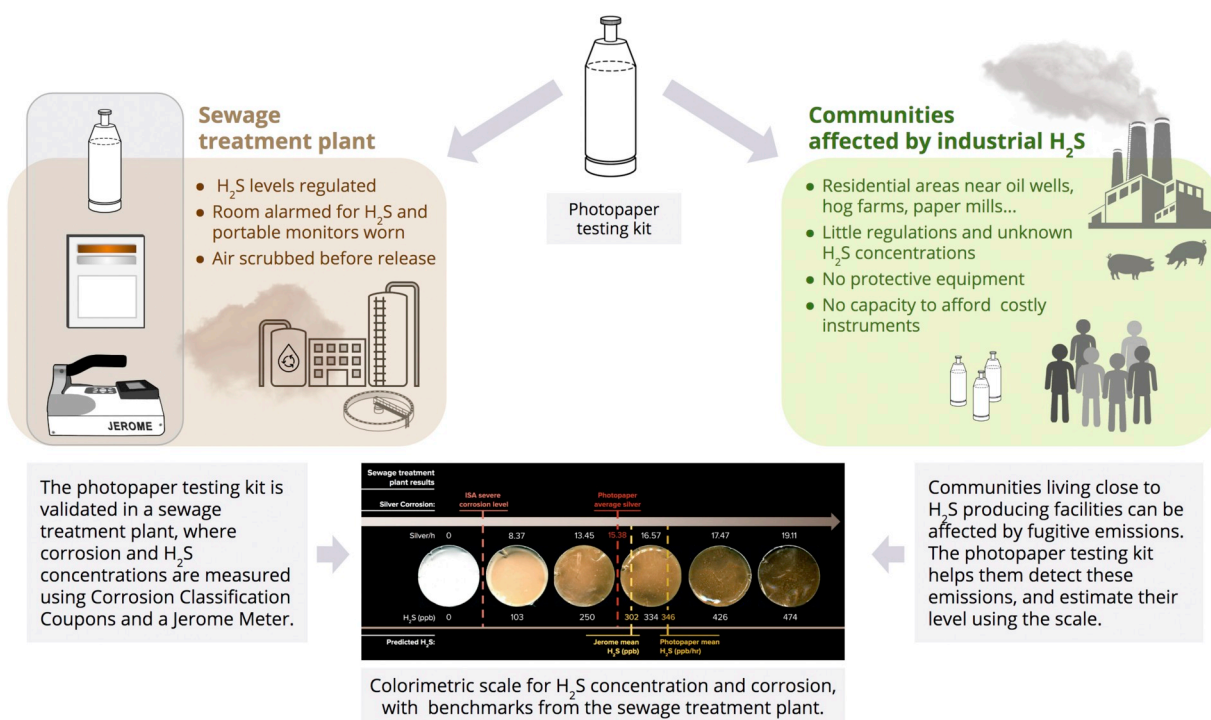 Sewage
treatment plant
• H₂S levels regulated
• Room alarmed for H₂S and
portable monitors worn
• Air scrubbed before release
JEROME
Photopaper
testing kit
Communities
affected by industrial H₂S
• Residential areas near oil wells,
hog farms, paper mills...
• Little regulations and unknown
H₂S concentrations
• No protective equipment
• No capacity to afford costly
instruments
The photopaper testing kit is
validated in a sewage
treatment plant, where
corrosion and H₂S
concentrations are measured
using Corrosion Classification
Coupons and a Jerome Meter.
Sewage treatment
plant results
Silver Corrosion:
ISA severe
corrosion level
Photopaper
average silver
Silver/h 0 8.37 13.45 15.38 16.57 17.47 19.11
H₂S (ppb) 0 103 250 302 334 346 426 474
Predicted H₂S:
Jerome mean
H₂S (ppb)
Photopaper mean
H₂S (ppb/hr)
Colorimetric scale for H₂S concentration and corrosion,
with benchmarks from the sewage treatment plant.
Communities living close to
H₂S producing facilities can be
affected by fugitive emissions.
The photopaper testing kit
helps them detect these
emissions, and estimate their
level using the scale.